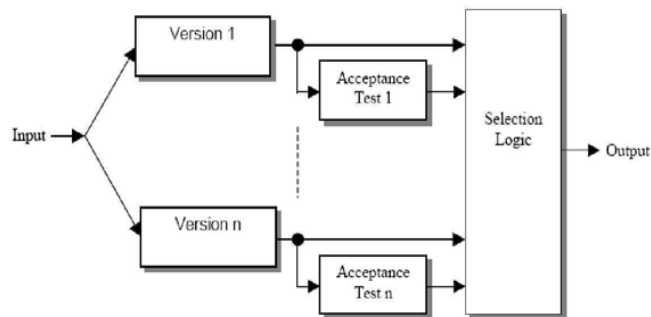 Version 1
Acceptance
Test 1
Input
Selection
Logic
Output
Version n
Acceptance
Test n